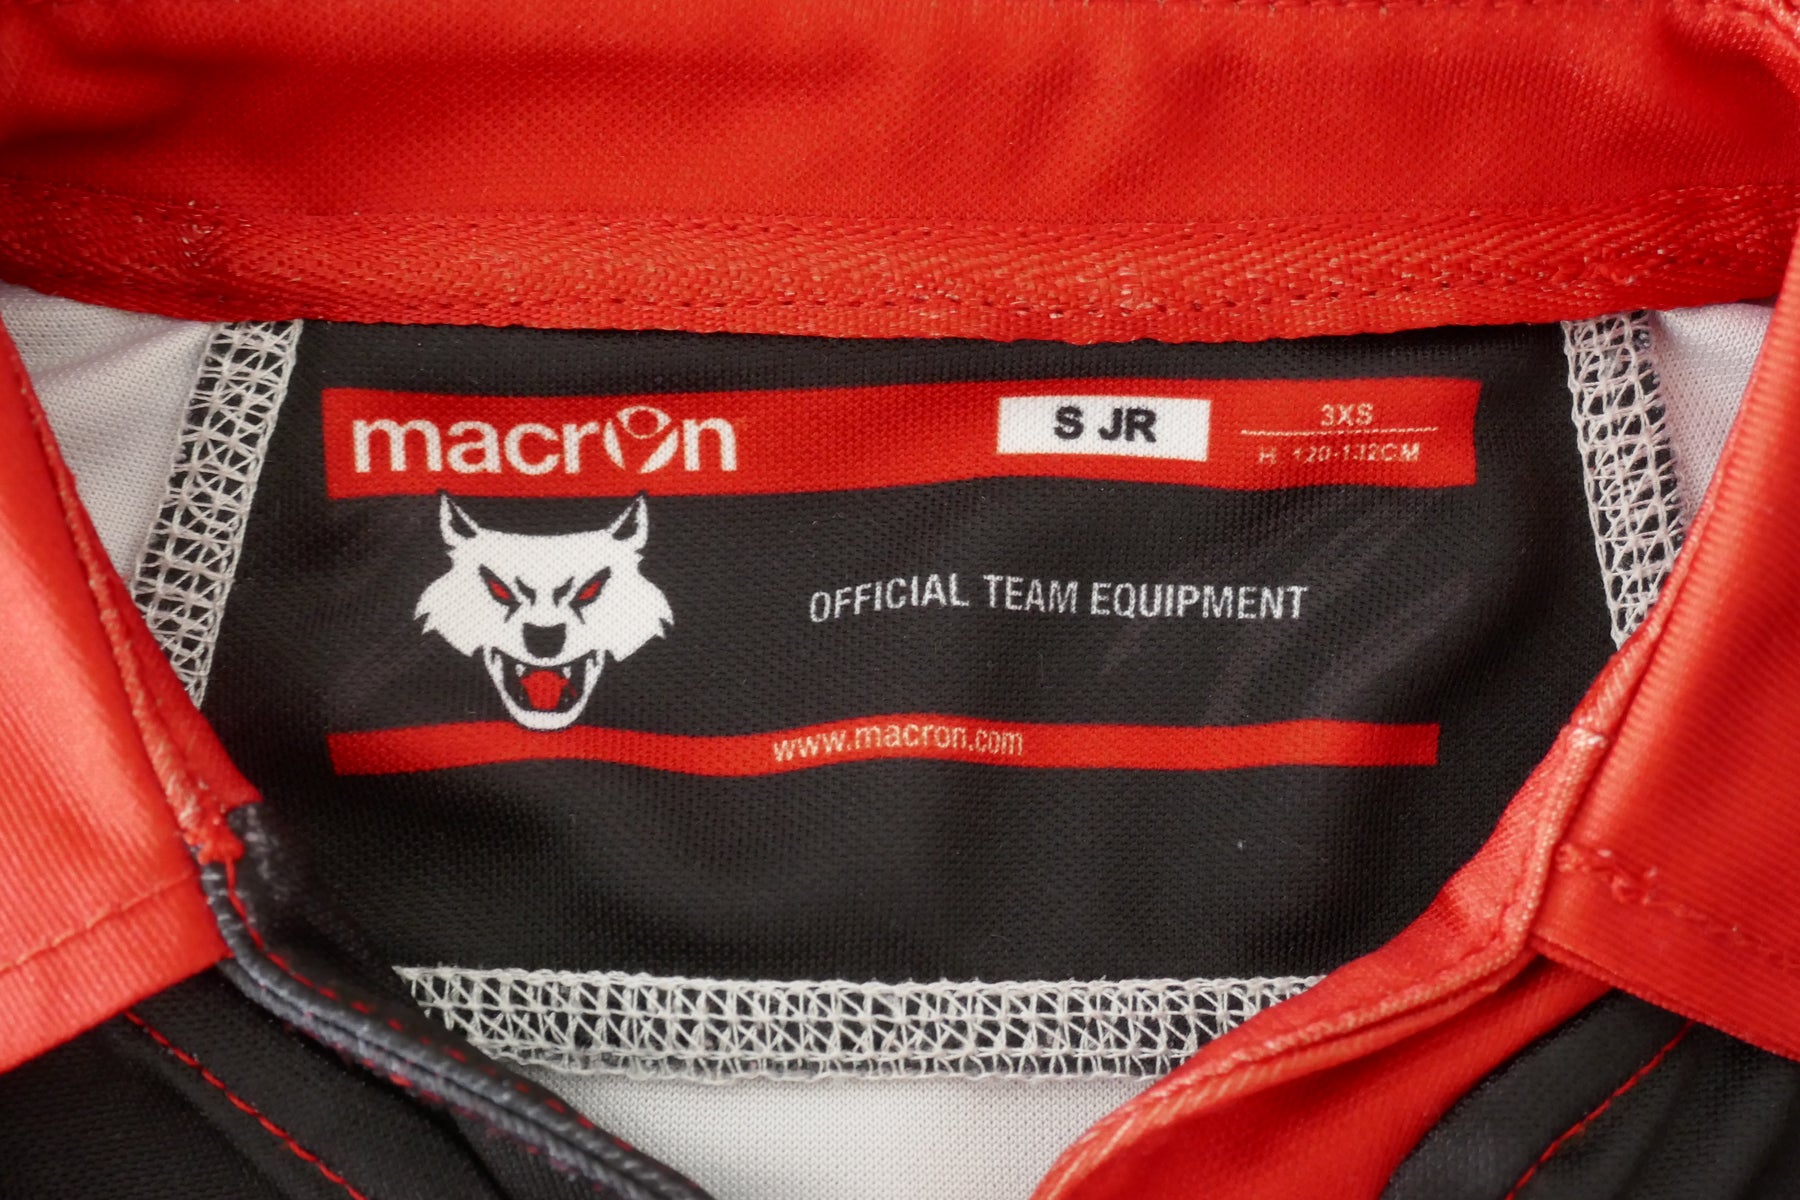 macron
S JR
3XS
H 120-132CM
OFFICIAL TEAM EQUIPMENT
www.macron.com